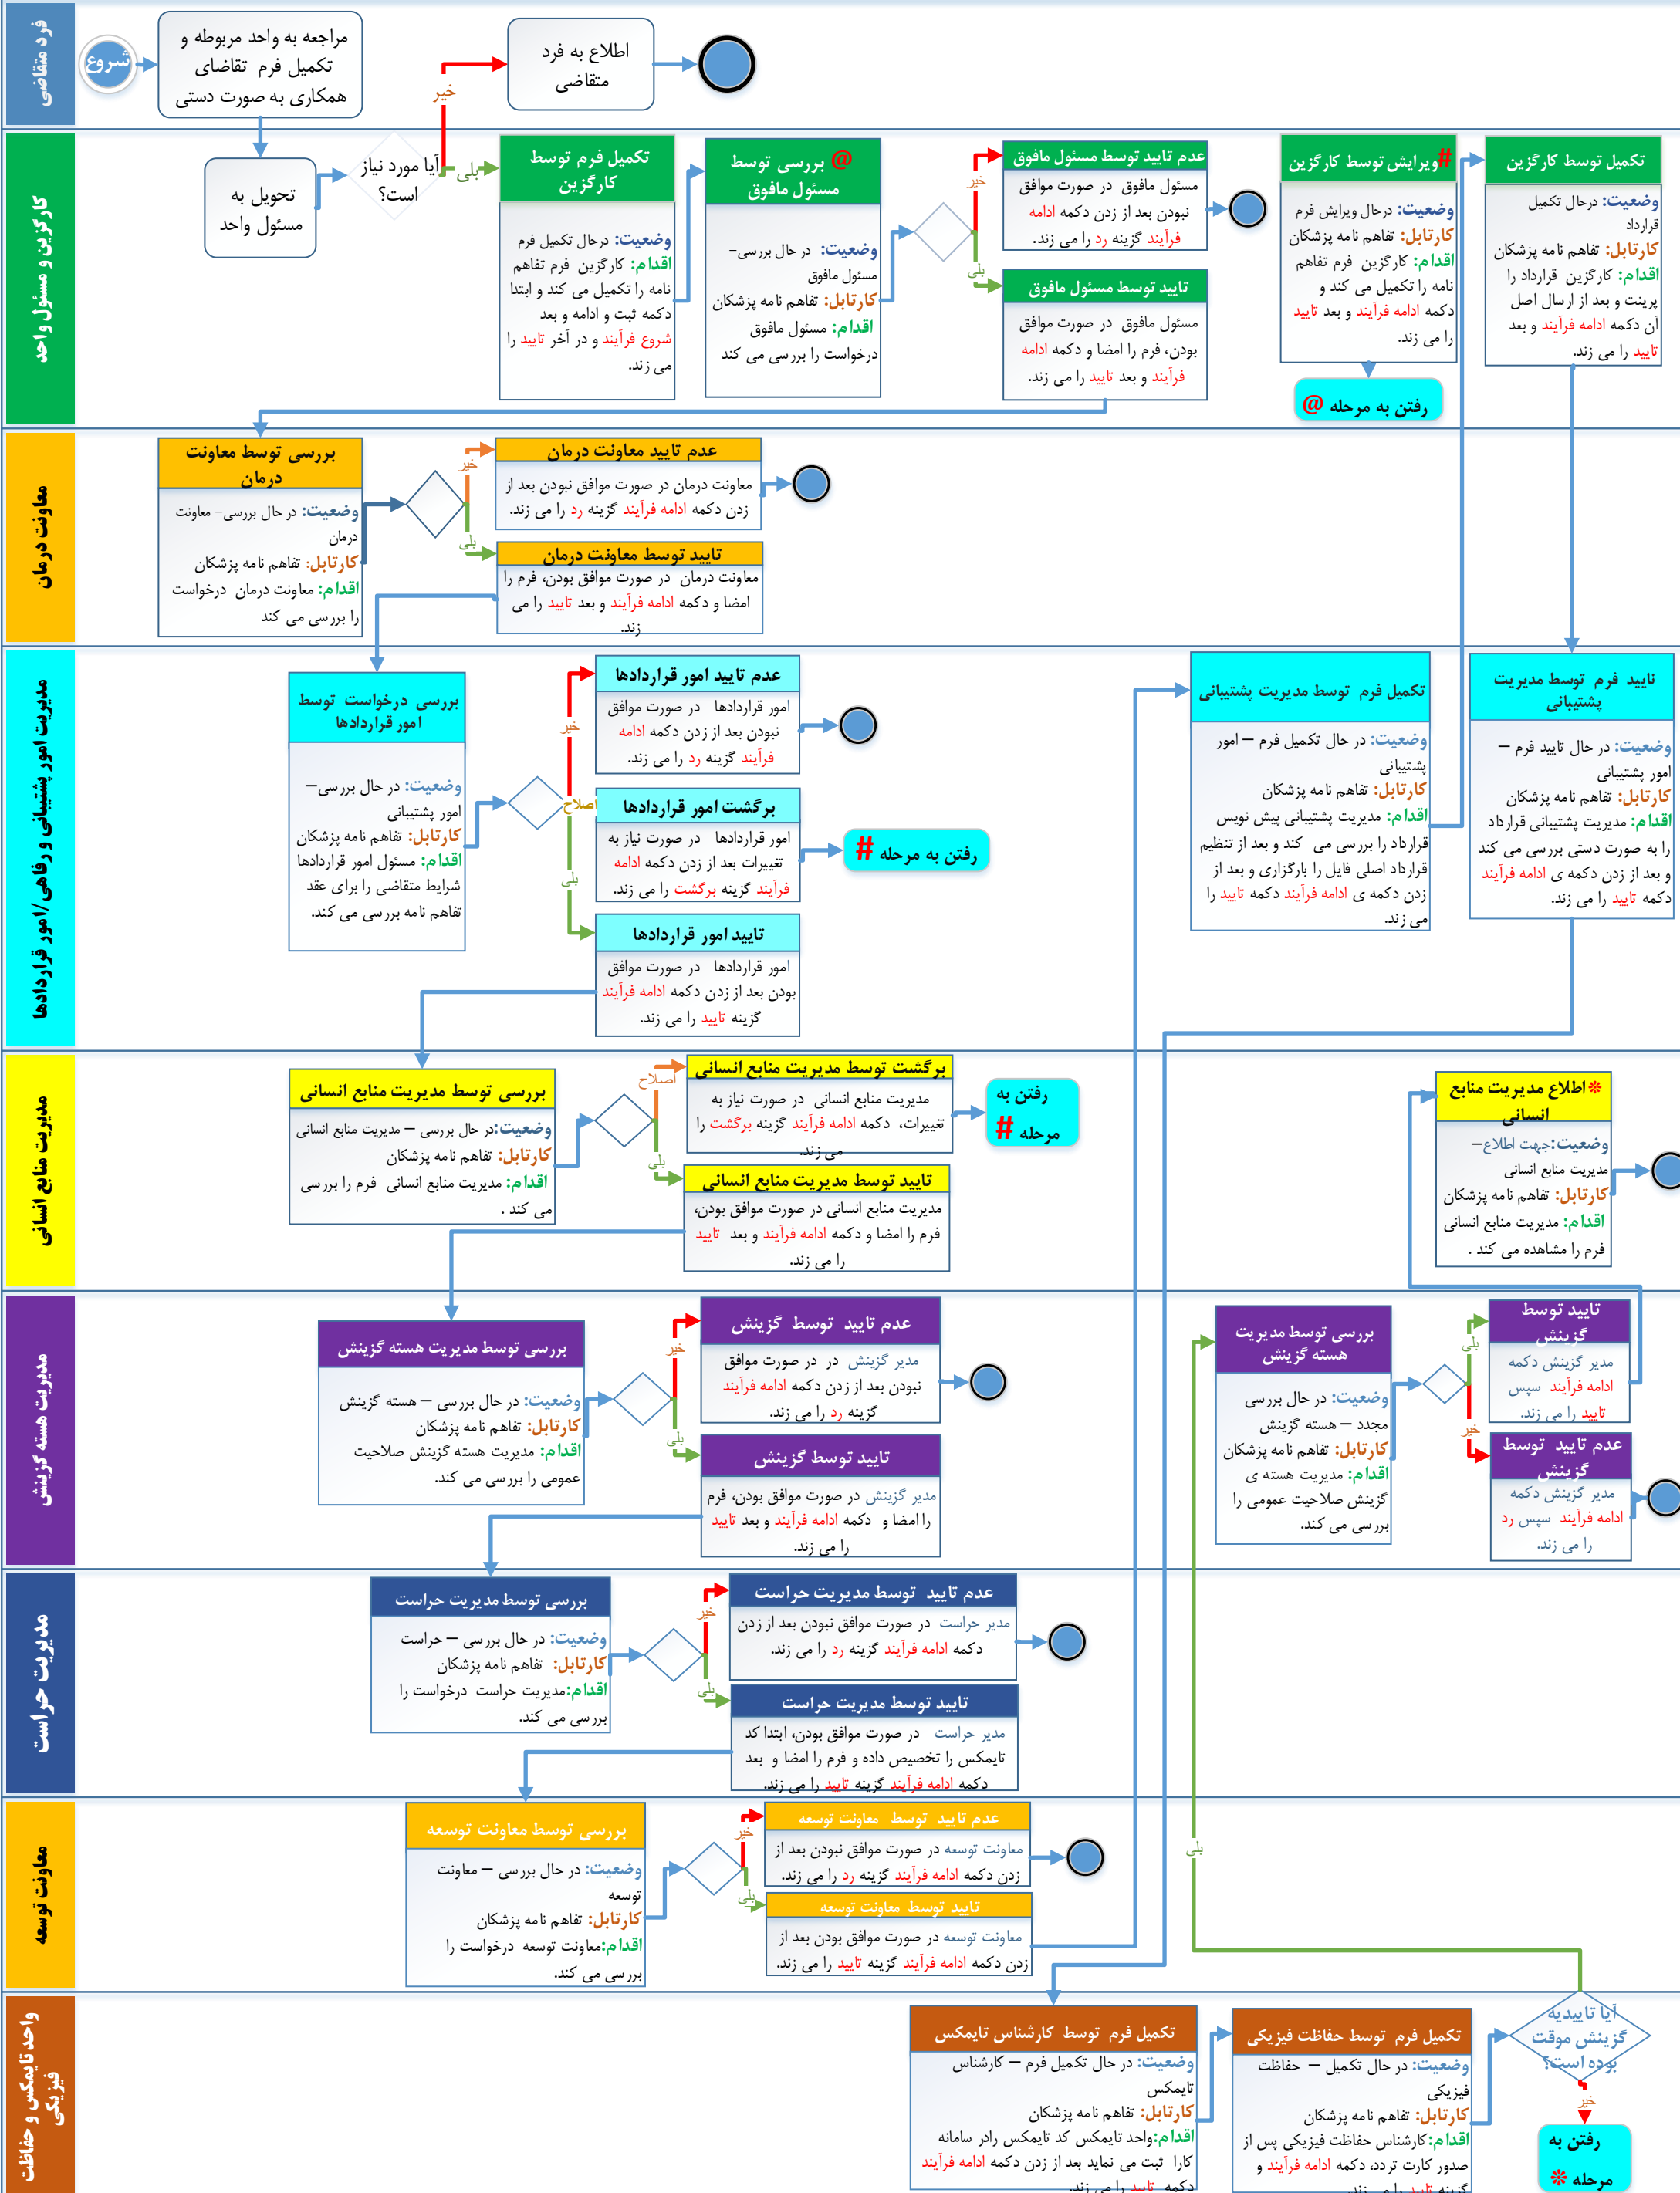 فرد متقاضی
شروع
مراجعه به واحد مربوطه و
تکمیل فرم تقاضای
همکاری به صورت دستی
خیر
اطلاع به فرد
متقاضی
کارگزین و مسئول واحد
تحویل به
مسئول واحد
آیا مورد نیاز
است؟
بلی
تکمیل فرم توسط
کارگزین
وضعیت: درحال تکمیل فرم
اقدام: کارگزین فرم تفاهم
نامه را تکمیل می کند و ابتدا
دکمه ثبت و ادامه و بعد
شروع فرآیند و در آخر تایید را
می زند.
@ بررسی توسط
مسئول مافوق
وضعیت: در حال بررسی-
مسئول مافوق
کارتابل: تفاهم نامه پزشکان
اقدام: مسئول مافوق
درخواست را بررسی می کند
خیر
بلی
عدم تایید توسط مسئول مافوق
مسئول مافوق در صورت موافق
نبودن بعد از زدن دکمه ادامه
فرآیند گزینه رد را می زند.
تایید توسط مسئول مافوق
مسئول مافوق در صورت موافق
بودن، فرم را امضا و دکمه ادامه
فرآیند و بعد تایید را می زند.
#ویرایش توسط کارگزین
وضعیت: درحال ویرایش فرم
کارتابل: تفاهم نامه پزشکان
اقدام: کارگزین فرم تفاهم
نامه را تکمیل می کند و
دکمه ادامه فرآیند و بعد تایید
را می زند.
رفتن به مرحله @
تکمیل توسط کارگزین
وضعیت: درحال تکمیل
قرارداد
کارتابل: تفاهم نامه پزشکان
اقدام: کارگزین قرارداد را
پرینت و بعد از ارسال اصل
آن دکمه ادامه فرآیند و بعد
تایید را می زند.
معاونت درمان
بررسی توسط معاونت
درمان
وضعیت: در حال بررسی- معاونت
درمان
کارتابل: تفاهم نامه پزشکان
اقدام: معاونت درمان درخواست
را بررسی می کند
خیر
بلی
عدم تایید معاونت درمان
معاونت درمان در صورت موافق نبودن بعد از
زدن دکمه ادامه فرآیند گزینه رد را می زند.
تایید توسط معاونت درمان
معاونت درمان در صورت موافق بودن، فرم را
امضا و دکمه ادامه فرآیند و بعد تایید را می
زند.
مدیریت امور پشتیبانی و رفاهی/امور قراردادها
بررسی درخواست توسط
امور قراردادها
وضعیت: در حال بررسی–
امور پشتیبانی
کارتابل: تفاهم نامه پزشکان
اقدام: مسئول امور قراردادها
شرایط متقاضی را برای عقد
تفاهم نامه بررسی می کند.
خیر
اصلاح
بلی
عدم تایید امور قراردادها
امور قراردادها در صورت موافق
نبودن بعد از زدن دکمه ادامه
فرآیند گزینه رد را می زند.
برگشت امور قراردادها
امور قراردادها در صورت نیاز به
تغییرات بعد از زدن دکمه ادامه
فرآیند گزینه برگشت را می زند.
رفتن به مرحله #
تایید امور قراردادها
امور قراردادها در صورت موافق
بودن بعد از زدن دکمه ادامه فرآیند
گزینه تایید را می زند.
تکمیل فرم توسط مدیریت پشتیبانی
وضعیت: در حال تکمیل فرم – امور
پشتیبانی
کارتابل: تفاهم نامه پزشکان
اقدام: مدیریت پشتیبانی پیش نویس
قرارداد را بررسی می کند و بعد از تنظیم
قرارداد اصلی فایل را بارگزاری و بعد از
زدن دکمه ی ادامه فرآیند دکمه تایید را
می زند.
تایید فرم توسط مدیریت
پشتیبانی
وضعیت: در حال تایید فرم –
امور پشتیبانی
کارتابل: تفاهم نامه پزشکان
اقدام: مدیریت پشتیبانی قرارداد
را به صورت دستی بررسی می کند
و بعد از زدن دکمه ی ادامه فرآیند
دکمه تایید را می زند.
مدیریت منابع انسانی
بررسی توسط مدیریت منابع انسانی
وضعیت:در حال بررسی – مدیریت منابع انسانی
کارتابل: تفاهم نامه پزشکان
اقدام: مدیریت منابع انسانی فرم را بررسی
می کند .
اصلاح
بلی
برگشت توسط مدیریت منابع انسانی
مدیریت منابع انسانی در صورت نیاز به
تغییرات، دکمه ادامه فرآیند گزینه برگشت را
می زند.
رفتن به
مرحله #
تایید توسط مدیریت منابع انسانی
مدیریت منابع انسانی در صورت موافق بودن،
فرم را امضا و دکمه ادامه فرآیند و بعد تایید
را می زند.
❊اطلاع مدیریت منابع
انسانی
وضعیت:جهت اطلاع–
مدیریت منابع انسانی
کارتابل: تفاهم نامه پزشکان
اقدام: مدیریت منابع انسانی
فرم را مشاهده می کند .
مدیریت هسته گزینش
بررسی توسط مدیریت هسته گزینش
وضعیت: در حال بررسی – هسته گزینش
کارتابل: تفاهم نامه پزشکان
اقدام: مدیریت هسته گزینش صلاحیت
عمومی را بررسی می کند.
خیر
بلی
عدم تایید توسط گزینش
مدیر گزینش در در صورت موافق
نبودن بعد از زدن دکمه ادامه فرآیند
گزینه رد را می زند.
تایید توسط گزینش
مدیر گزینش در صورت موافق بودن، فرم
را امضا و دکمه ادامه فرآیند و بعد تایید
را می زند.
بررسی توسط مدیریت
هسته گزینش
وضعیت: در حال بررسی
مجدد – هسته گزینش
کارتابل: تفاهم نامه پزشکان
اقدام: مدیریت هسته ی
گزینش صلاحیت عمومی را
بررسی می کند.
بلی
خیر
تایید توسط
گزینش
مدیر گزینش دکمه
ادامه فرآیند سپس
تایید را می زند.
عدم تایید توسط
گزینش
مدیر گزینش دکمه
ادامه فرآیند سپس رد
را می زند.
مدیریت حراست
بررسی توسط مدیریت حراست
وضعیت: در حال بررسی – حراست
کارتابل: تفاهم نامه پزشکان
اقدام:مدیریت حراست درخواست را
بررسی می کند.
خیر
بلی
عدم تایید توسط مدیریت حراست
مدیر حراست در صورت موافق نبودن بعد از زدن
دکمه ادامه فرآیند گزینه رد را می زند.
تایید توسط مدیریت حراست
مدیر حراست در صورت موافق بودن، ابتدا کد
تایمکس را تخصیص داده و فرم را امضا و بعد
دکمه ادامه فرآیند گزینه تایید را می زند.
معاونت توسعه
بررسی توسط معاونت توسعه
وضعیت: در حال بررسی – معاونت
توسعه
کارتابل: تفاهم نامه پزشکان
اقدام:معاونت توسعه درخواست را
بررسی می کند.
خیر
بلی
عدم تایید توسط معاونت توسعه
معاونت توسعه در صورت موافق نبودن بعد از
زدن دکمه ادامه فرآیند گزینه رد را می زند.
تایید توسط معاونت توسعه
معاونت توسعه در صورت موافق بودن بعد از
زدن دکمه ادامه فرآیند گزینه تایید را می زند.
بلی
واحد تایمکس و حفاظت
فیزیکی
تکمیل فرم توسط کارشناس تایمکس
وضعیت: در حال تکمیل فرم – کارشناس
تایمکس
کارتابل: تفاهم نامه پزشکان
اقدام:واحد تایمکس کد تایمکس رادر سامانه
کارا ثبت می نماید بعد از زدن دکمه ادامه فرآیند
دکمه تایید را می زند.
تکمیل فرم توسط حفاظت فیزیکی
وضعیت: در حال تکمیل – حفاظت
فیزیکی
کارتابل: تفاهم نامه پزشکان
اقدام:کارشناس حفاظت فیزیکی پس از
صدور کارت تردد، دکمه ادامه فرآیند و
گزینه تایید را می زند.
آیا تاییدیه
گزینش موقت
بوده است؟
خیر
رفتن به
مرحله ❊